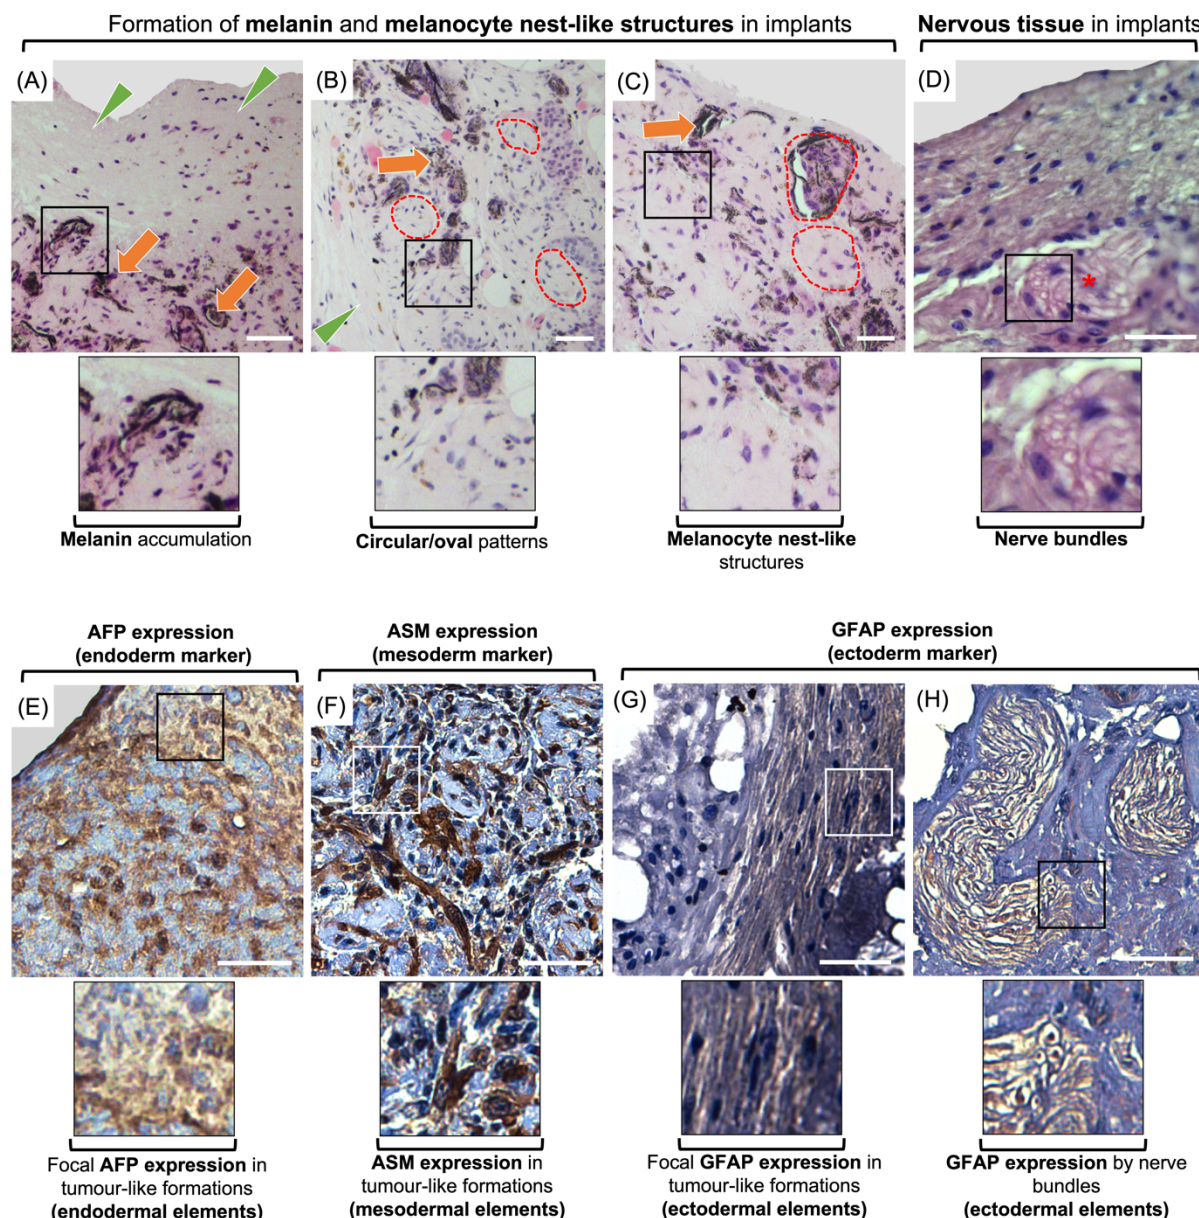 Formation of melanin and melanocyte nest-like structures in implants
Nervous tissue in implants
(A)
(B)
(C)
(D)
*
Melanin accumulation
Circular/oval patterns
Melanocyte nest-like
structures
Nerve bundles
AFP expression
(endoderm marker)
ASM expression
(mesoderm marker)
GFAP expression
(ectoderm marker)
(E)
(F)
(G)
(H)
Focal AFP expression in
tumour-like formations
(endodermal elements)
ASM expression in
tumour-like formations
(mesodermal elements)
Focal GFAP expression in
tumour-like formations
(ectodermal elements)
GFAP expression by nerve
bundles
(ectodermal elements)